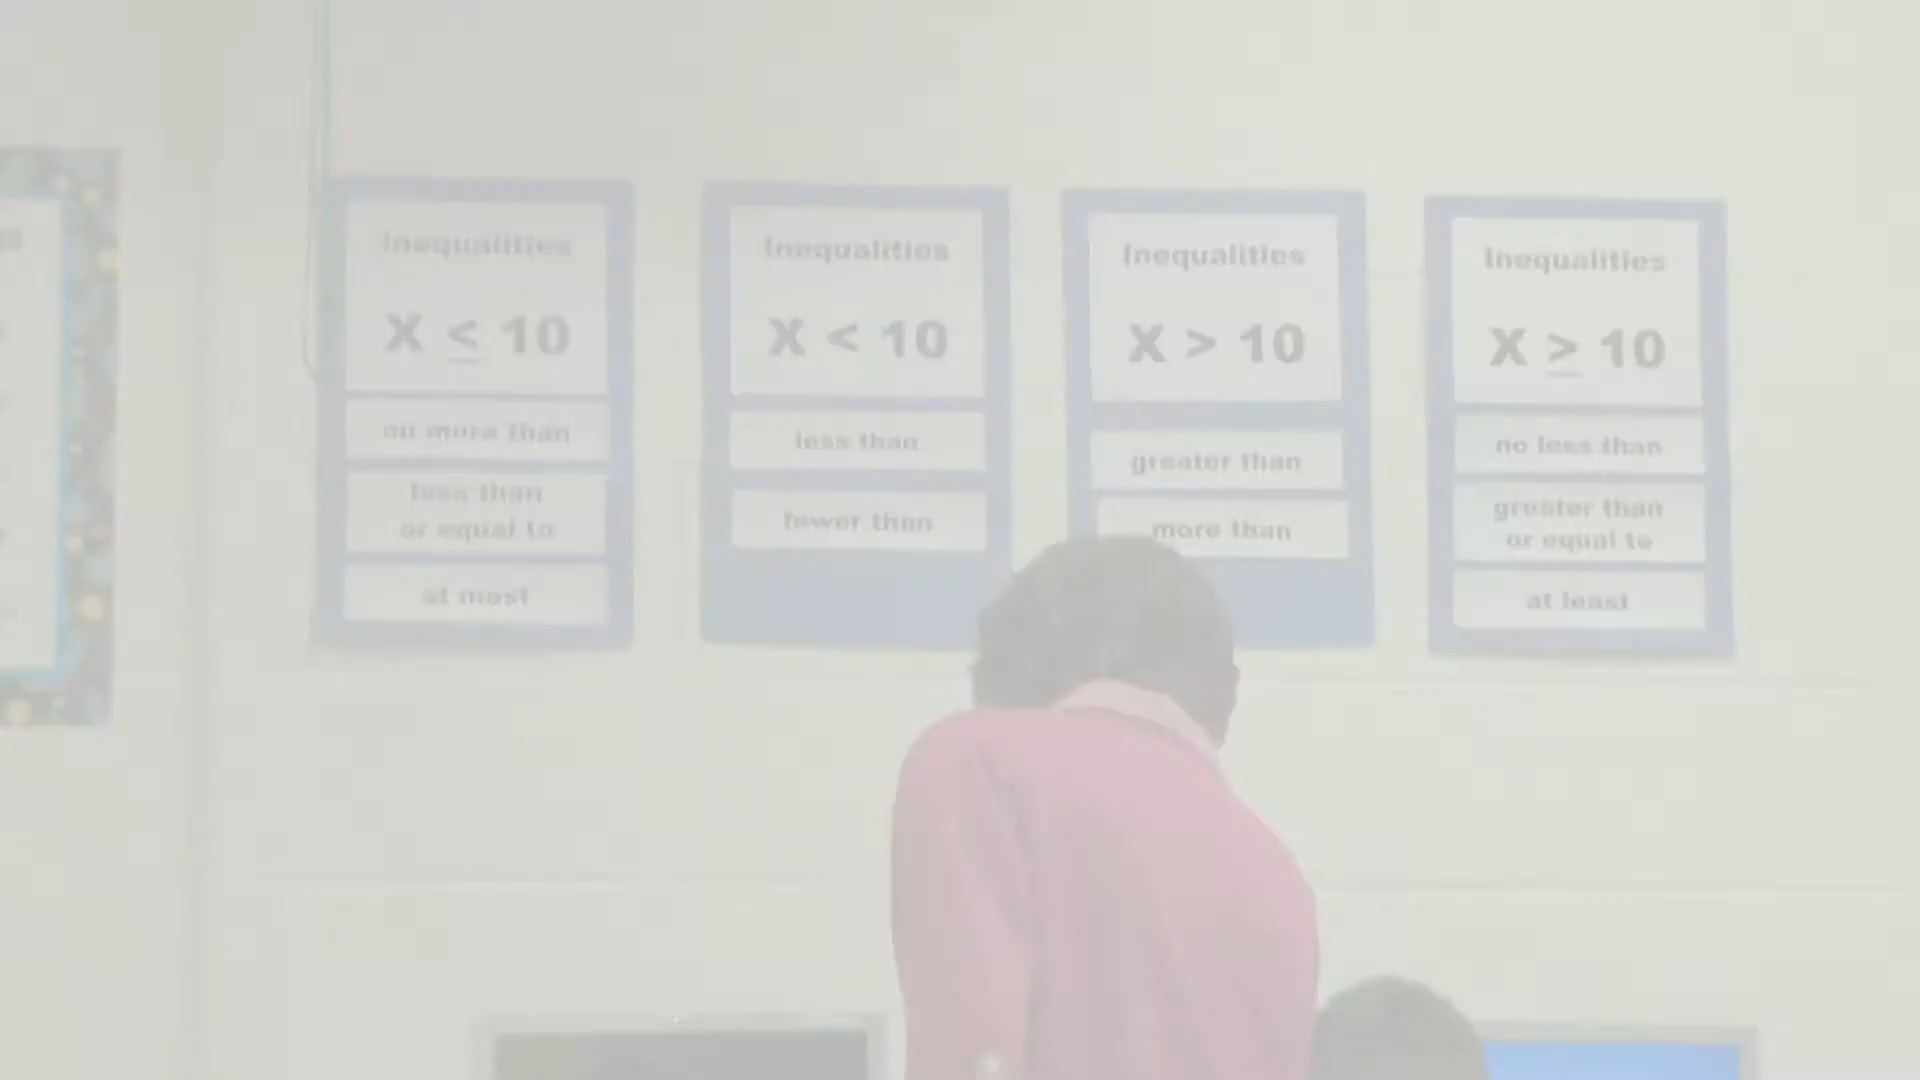 Inequalities
X ≤ 10
no more than
less than
or equal to
at most
Inequalities
X < 10
less than
fewer than
Inequalities
X > 10
greater than
more than
Inequalities
X ≥ 10
no less than
greater than
or equal to
at least